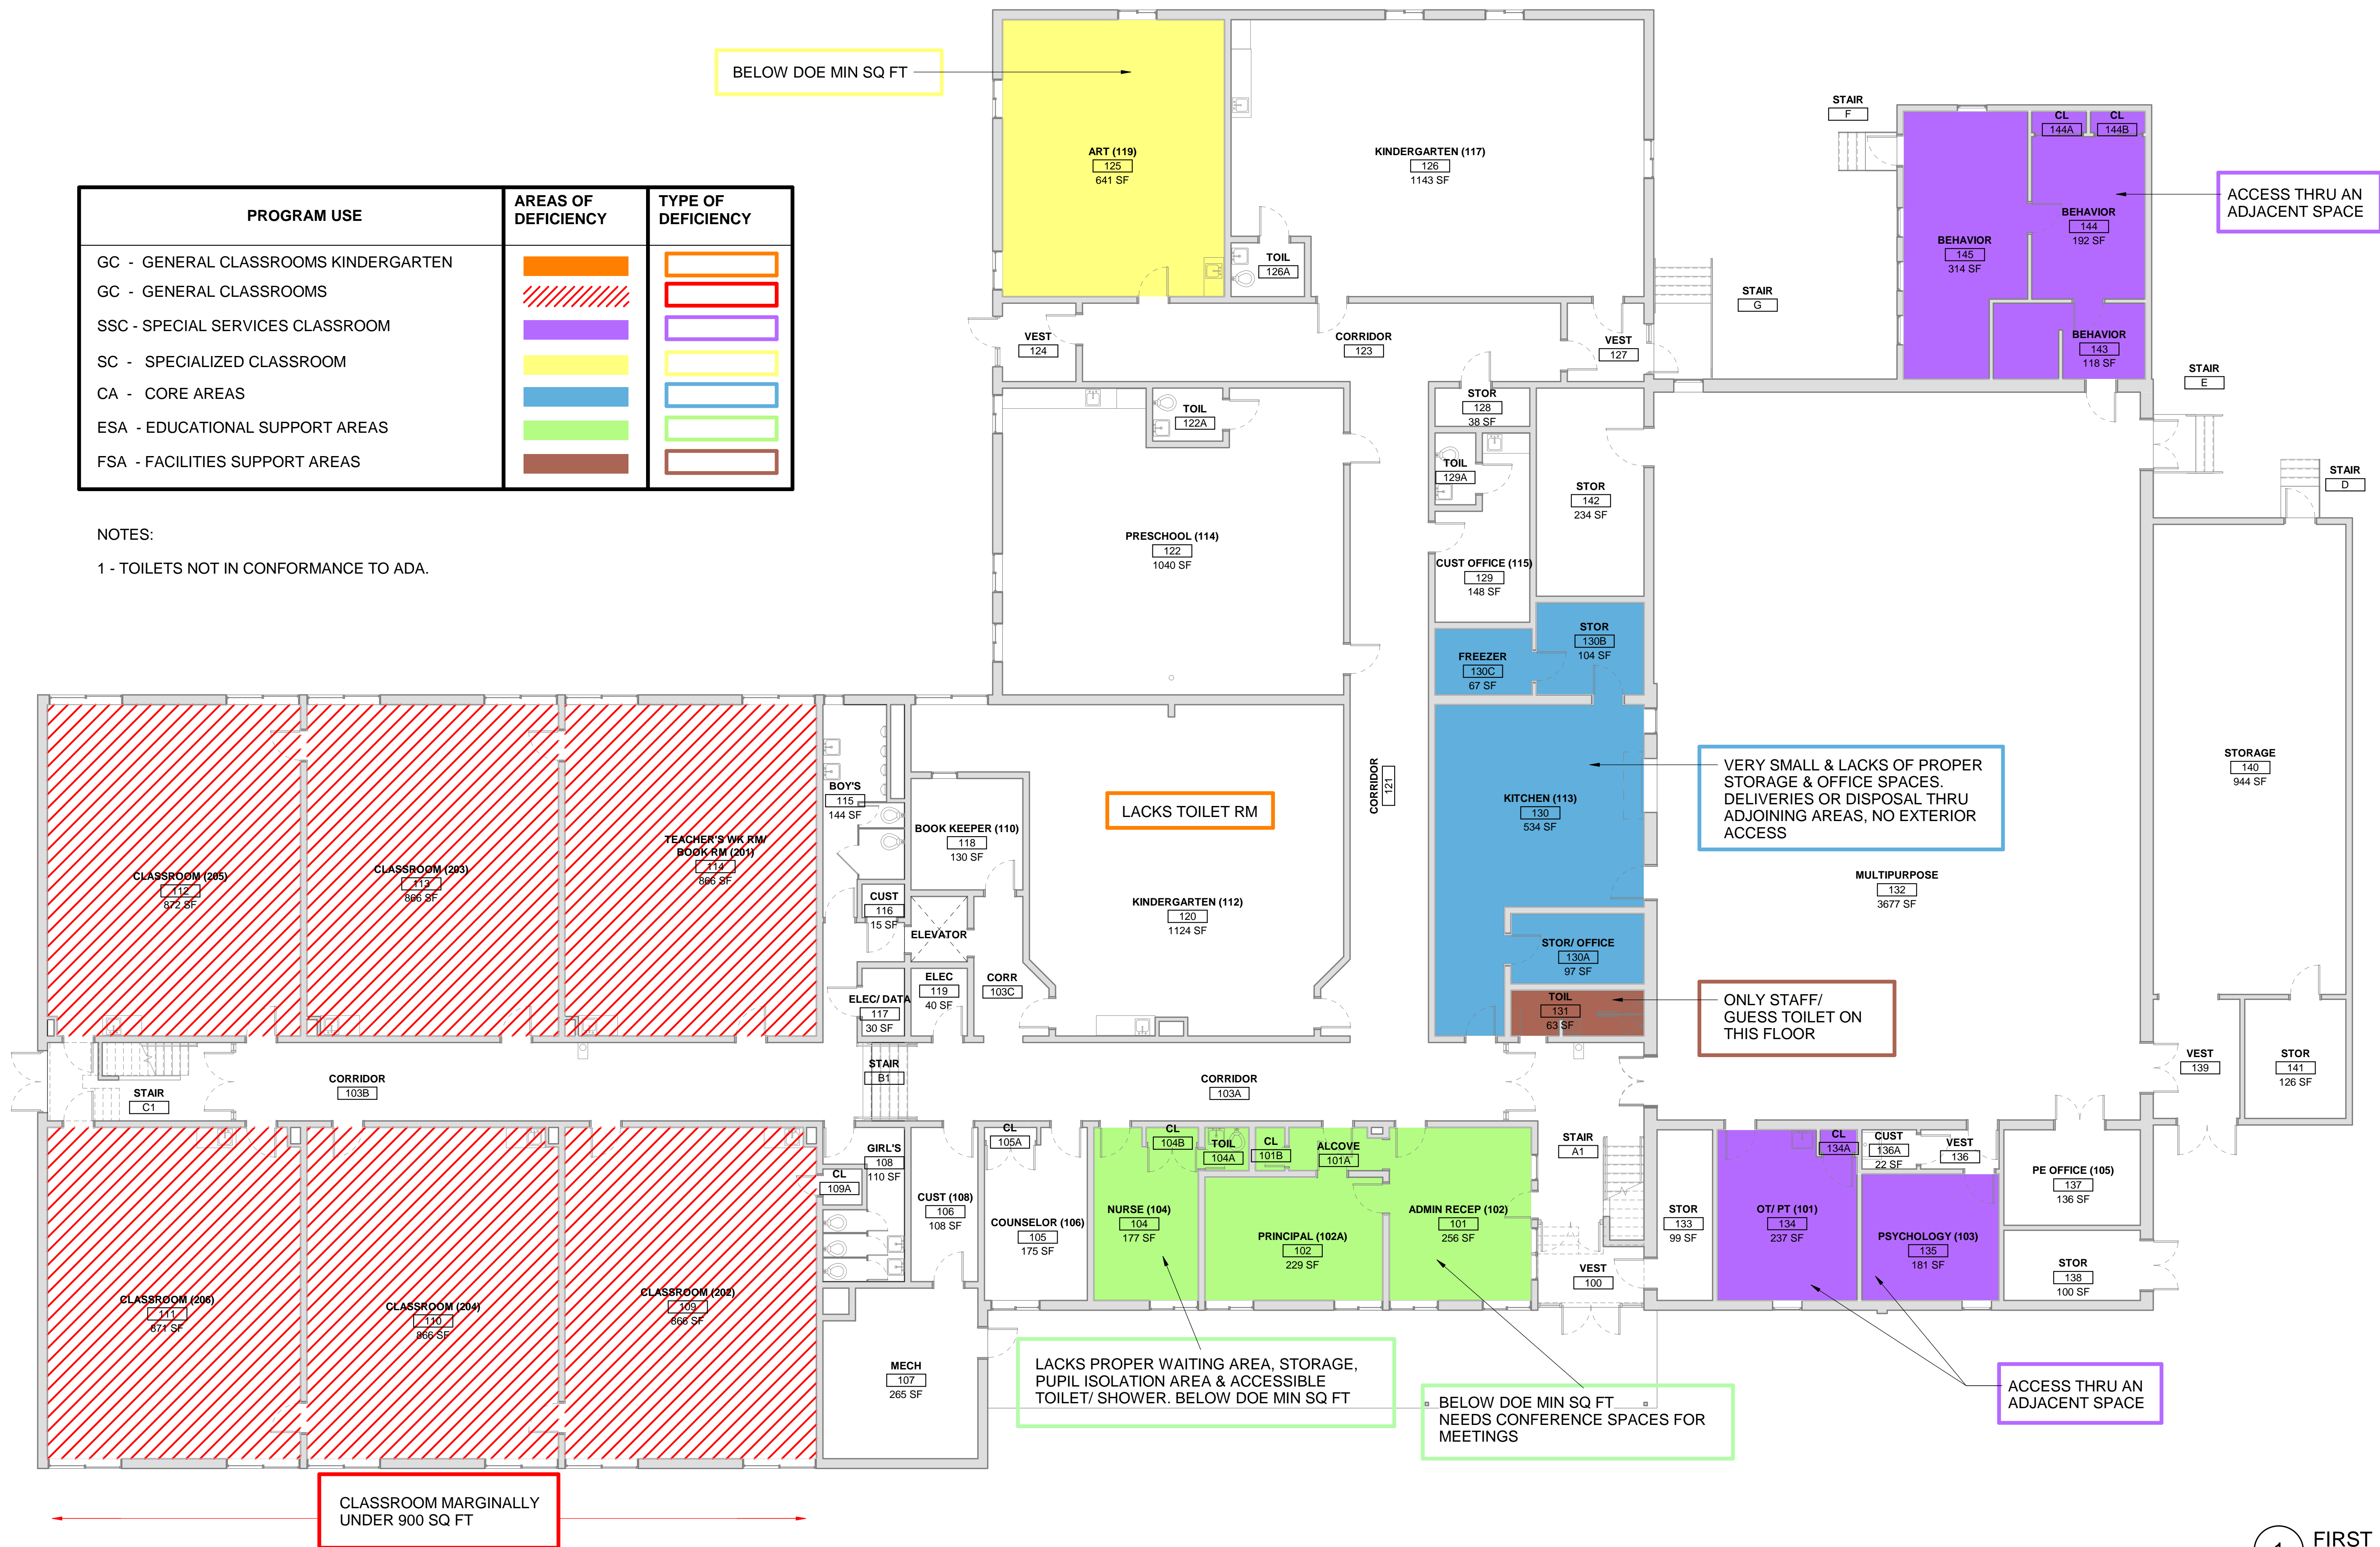 BELOW DOE MIN SQ FT
PROGRAM USE
AREAS OF
DEFICIENCY
TYPE OF
DEFICIENCY
GC - GENERAL CLASSROOMS KINDERGARTEN
GC - GENERAL CLASSROOMS
SSC - SPECIAL SERVICES CLASSROOM
SC - SPECIALIZED CLASSROOM
CA - CORE AREAS
ESA - EDUCATIONAL SUPPORT AREAS
FSA - FACILITIES SUPPORT AREAS
NOTES:
1 - TOILETS NOT IN CONFORMANCE TO ADA.
ART (119)
125
641 SF
KINDERGARTEN (117)
126
1143 SF
TOIL
126A
STAIR
F
STAIR
G
CL
144A
CL
144B
BEHAVIOR
144
192 SF
BEHAVIOR
145
314 SF
BEHAVIOR
143
118 SF
ACCESS THRU AN
ADJACENT SPACE
STAIR
E
STAIR
D
VEST
124
CORRIDOR
123
VEST
127
TOIL
122A
STOR
128
38 SF
TOIL
129A
STOR
142
234 SF
PRESCHOOL (114)
122
1040 SF
CUST OFFICE (115)
129
148 SF
STOR
130B
104 SF
FREEZER
130C
67 SF
CORRIDOR
121
KITCHEN (113)
130
534 SF
STOR/ OFFICE
130A
97 SF
TOIL
131
63 SF
VERY SMALL & LACKS OF PROPER
STORAGE & OFFICE SPACES.
DELIVERIES OR DISPOSAL THRU
ADJOINING AREAS, NO EXTERIOR
ACCESS
MULTIPURPOSE
132
3677 SF
ONLY STAFF/
GUESS TOILET ON
THIS FLOOR
STORAGE
140
944 SF
VEST
139
STOR
141
126 SF
CLASSROOM (205)
112
872 SF
CLASSROOM (203)
113
866 SF
TEACHER'S WK RM/
BOOK RM (201)
114
866 SF
BOY'S
115
144 SF
CUST
116
15 SF
ELEC/ DATA
117
30 SF
BOOK KEEPER (110)
118
130 SF
ELEVATOR
ELEC
119
40 SF
CORR
103C
LACKS TOILET RM
KINDERGARTEN (112)
120
1124 SF
STAIR
C1
CORRIDOR
103B
STAIR
B1
CORRIDOR
103A
CLASSROOM (206)
111
871 SF
CLASSROOM (204)
110
866 SF
CLASSROOM (202)
109
866 SF
GIRL'S
108
110 SF
CL
109A
CUST (108)
106
108 SF
MECH
107
265 SF
CL
105A
COUNSELOR (106)
105
175 SF
CL
104B
TOIL
104A
NURSE (104)
104
177 SF
CL
101B
ALCOVE
101A
PRINCIPAL (102A)
102
229 SF
ADMIN RECEP (102)
101
256 SF
STAIR
A1
VEST
100
STOR
133
99 SF
OT/ PT (101)
134
237 SF
CL
134A
CUST
136A
22 SF
VEST
136
PSYCHOLOGY (103)
135
181 SF
PE OFFICE (105)
137
136 SF
STOR
138
100 SF
LACKS PROPER WAITING AREA, STORAGE,
PUPIL ISOLATION AREA & ACCESSIBLE
TOILET/ SHOWER. BELOW DOE MIN SQ FT
BELOW DOE MIN SQ FT
NEEDS CONFERENCE SPACES FOR
MEETINGS
ACCESS THRU AN
ADJACENT SPACE
CLASSROOM MARGINALLY
UNDER 900 SQ FT
1
FIRST